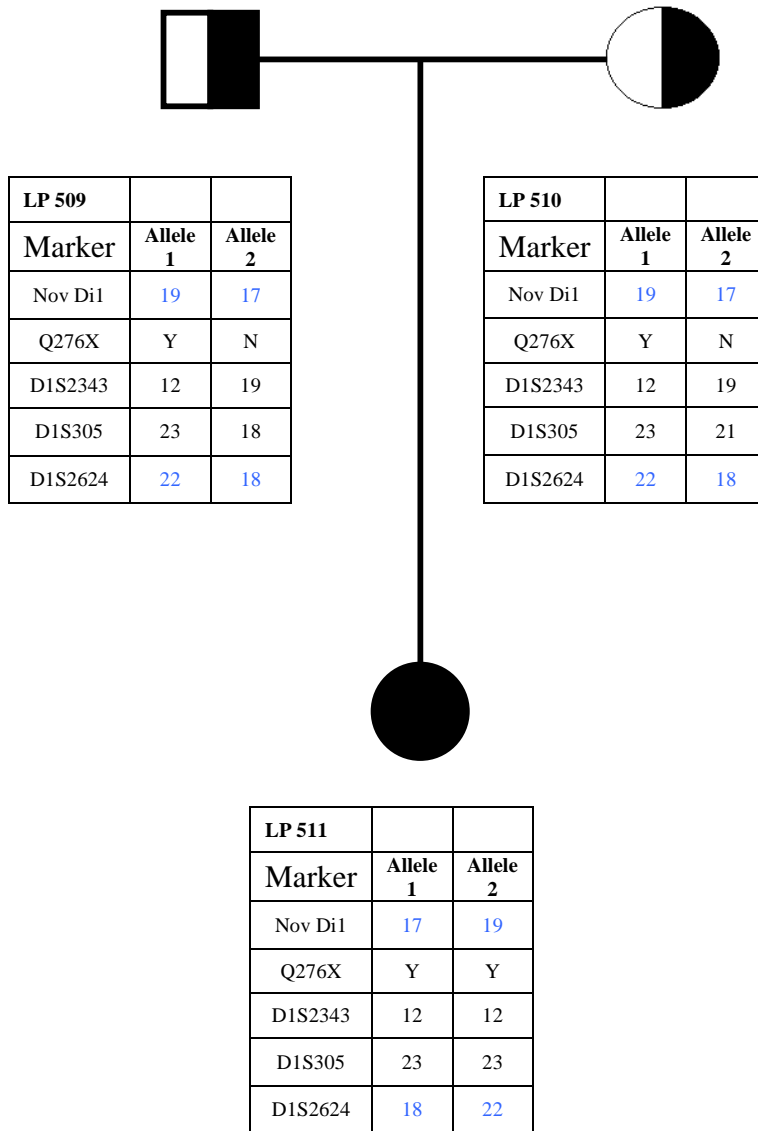 LP 509
Marker Allele 1 Allele 2
Nov Di1 19 17
Q276X Y N
D1S2343 12 19
D1S305 23 18
D1S2624 22 18
LP 510
Marker Allele 1 Allele 2
Nov Di1 19 17
Q276X Y N
D1S2343 12 19
D1S305 23 21
D1S2624 22 18
LP 511
Marker Allele 1 Allele 2
Nov Di1 17 19
Q276X Y Y
D1S2343 12 12
D1S305 23 23
D1S2624 18 22